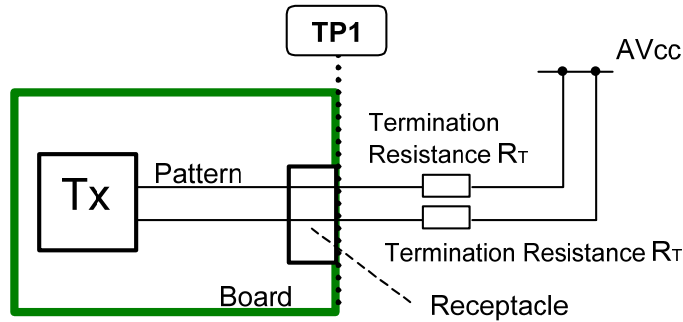 TP1
AVcc
Termination
Resistance RT
Pattern
Tx
Termination Resistance RT
Board
Receptacle